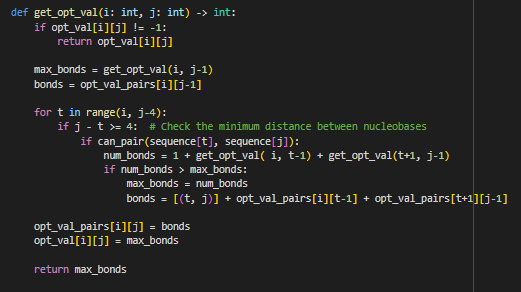 def get_opt_val(i: int, j: int) -> int:
    if opt_val[i][j] != -1:
        return opt_val[i][j]

    max_bonds = get_opt_val(i, j-1)
    bonds = opt_val_pairs[i][j-1]

    for t in range(i, j-4):
        if j - t >= 4:  # Check the minimum distance between nucleobases
            if can_pair(sequence[t], sequence[j]):
                num_bonds = 1 + get_opt_val( i, t-1) + get_opt_val(t+1, j-1)
                if num_bonds > max_bonds:
                    max_bonds = num_bonds
                    bonds = [(t, j)] + opt_val_pairs[i][t-1] + opt_val_pairs[t+1][j-1]

    opt_val_pairs[i][j] = bonds
    opt_val[i][j] = max_bonds

    return max_bonds